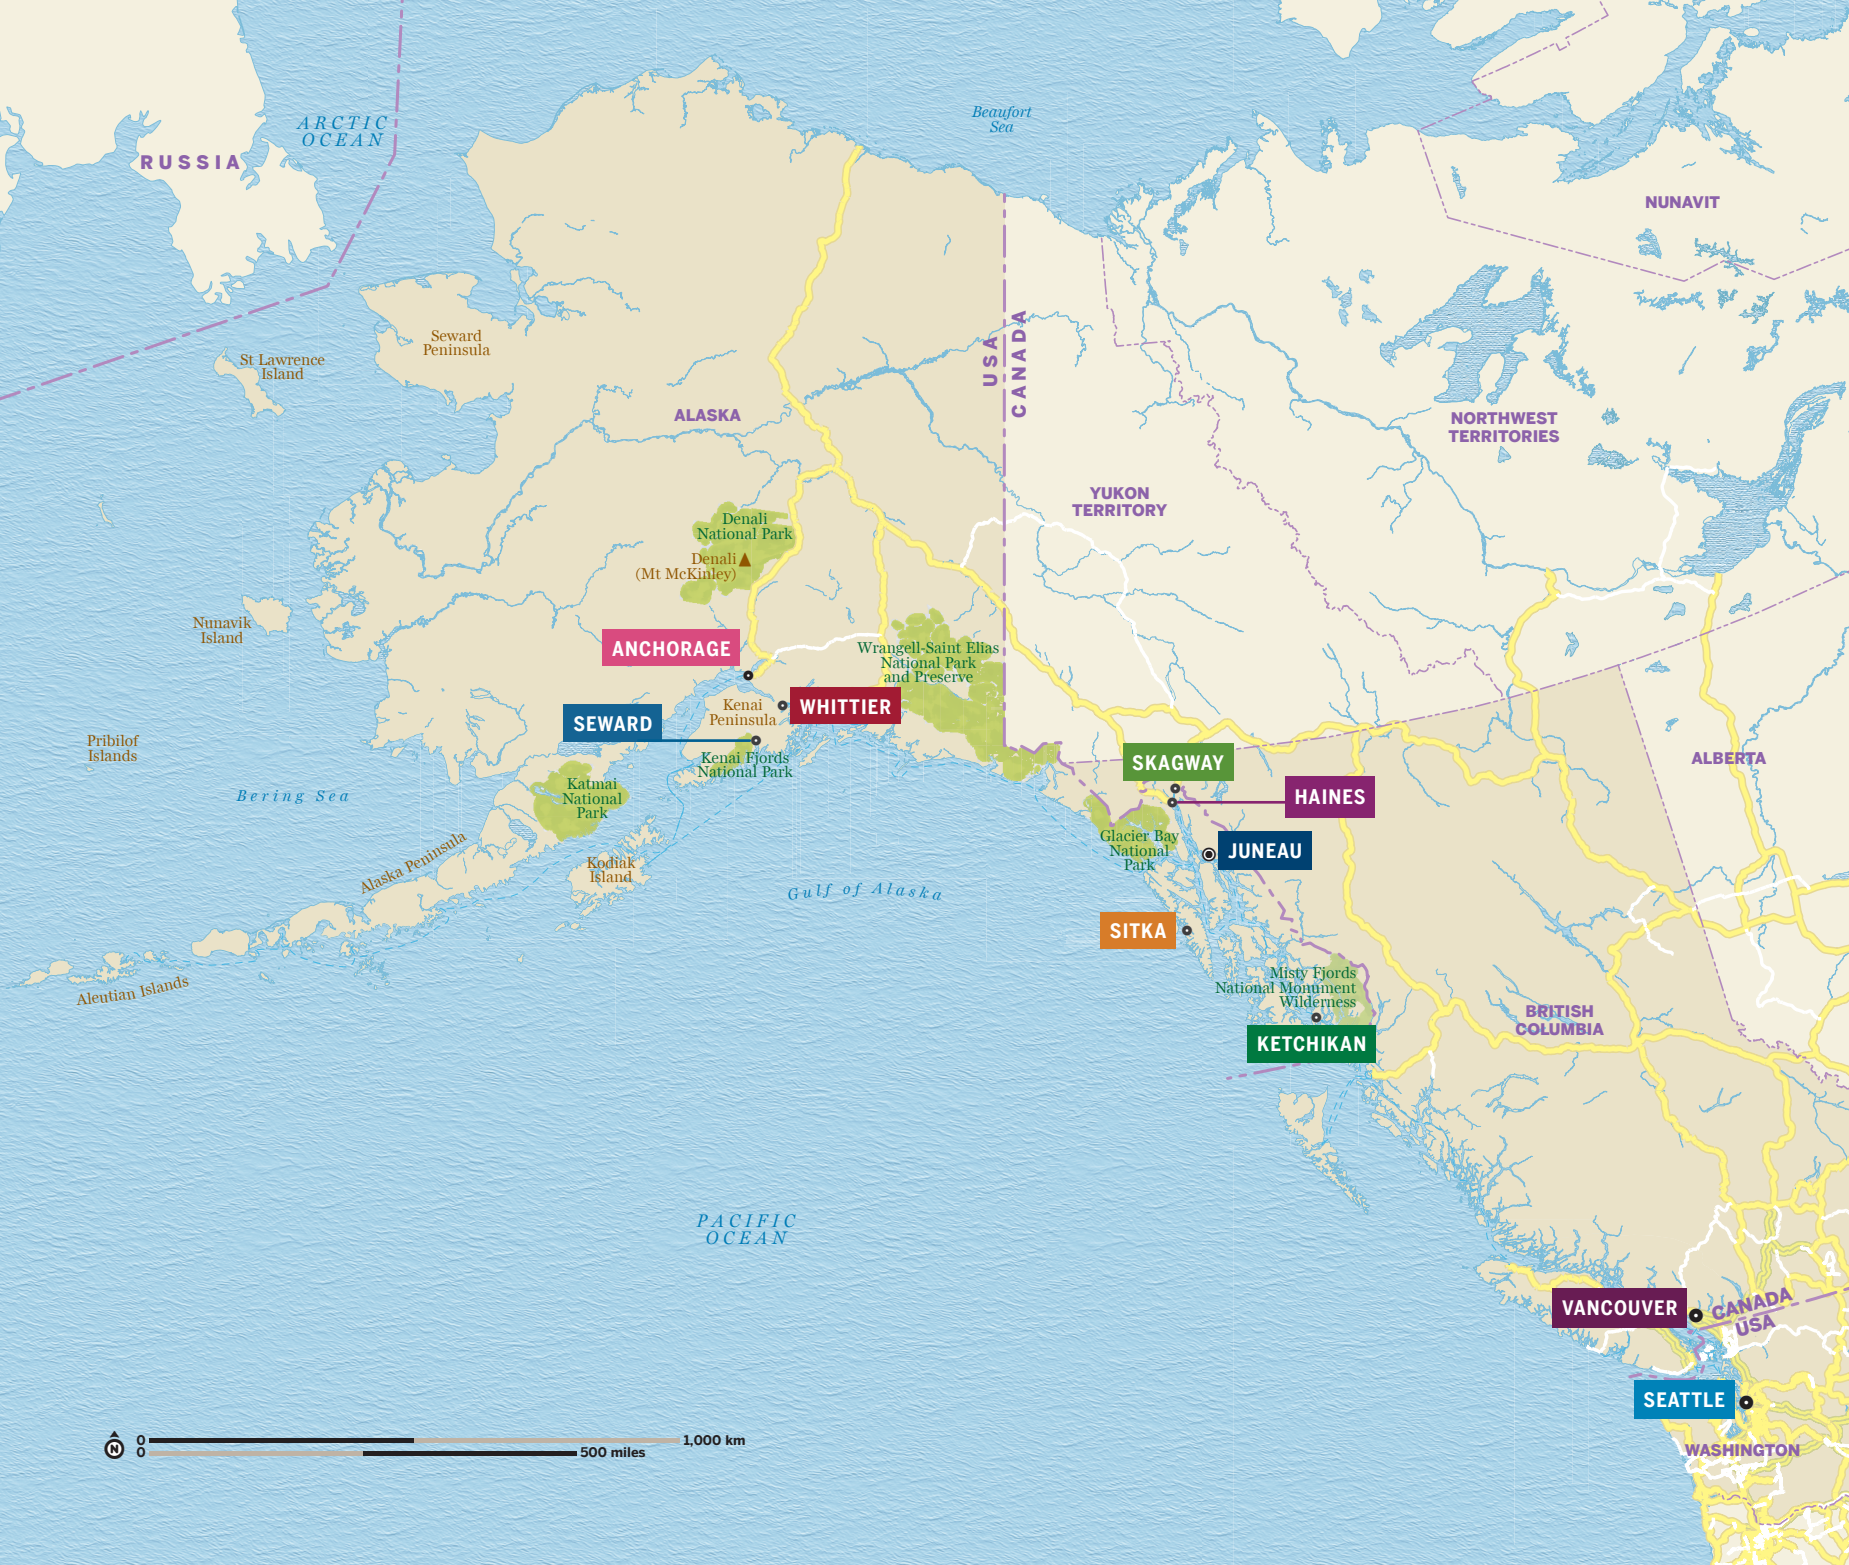 ARCTIC
OCEAN
Beaufort
Sea
RUSSIA
NUNAVIT
Seward
Peninsula
St Lawrence
Island
USA
CANADA
ALASKA
NORTHWEST
TERRITORIES
YUKON
TERRITORY
Denali
National Park
Denali
(Mt McKinley)
Nunavik
Island
ANCHORAGE
Wrangell-Saint Elias
National Park
and Preserve
WHITTIER
Kenai
Peninsula
SEWARD
Pribilof
Islands
Kenai Fjords
National Park
SKAGWAY
ALBERTA
Katmai
National
Park
Bering Sea
HAINES
Glacier Bay
National
Park
JUNEAU
Alaska Peninsula
Kodiak
Island
Gulf of Alaska
SITKA
Misty Fjords
National Monument
Wilderness
Aleutian Islands
BRITISH
COLUMBIA
KETCHIKAN
PACIFIC
OCEAN
VANCOUVER
CANADA
USA
SEATTLE
WASHINGTON
N
0
1,000 km
0
500 miles